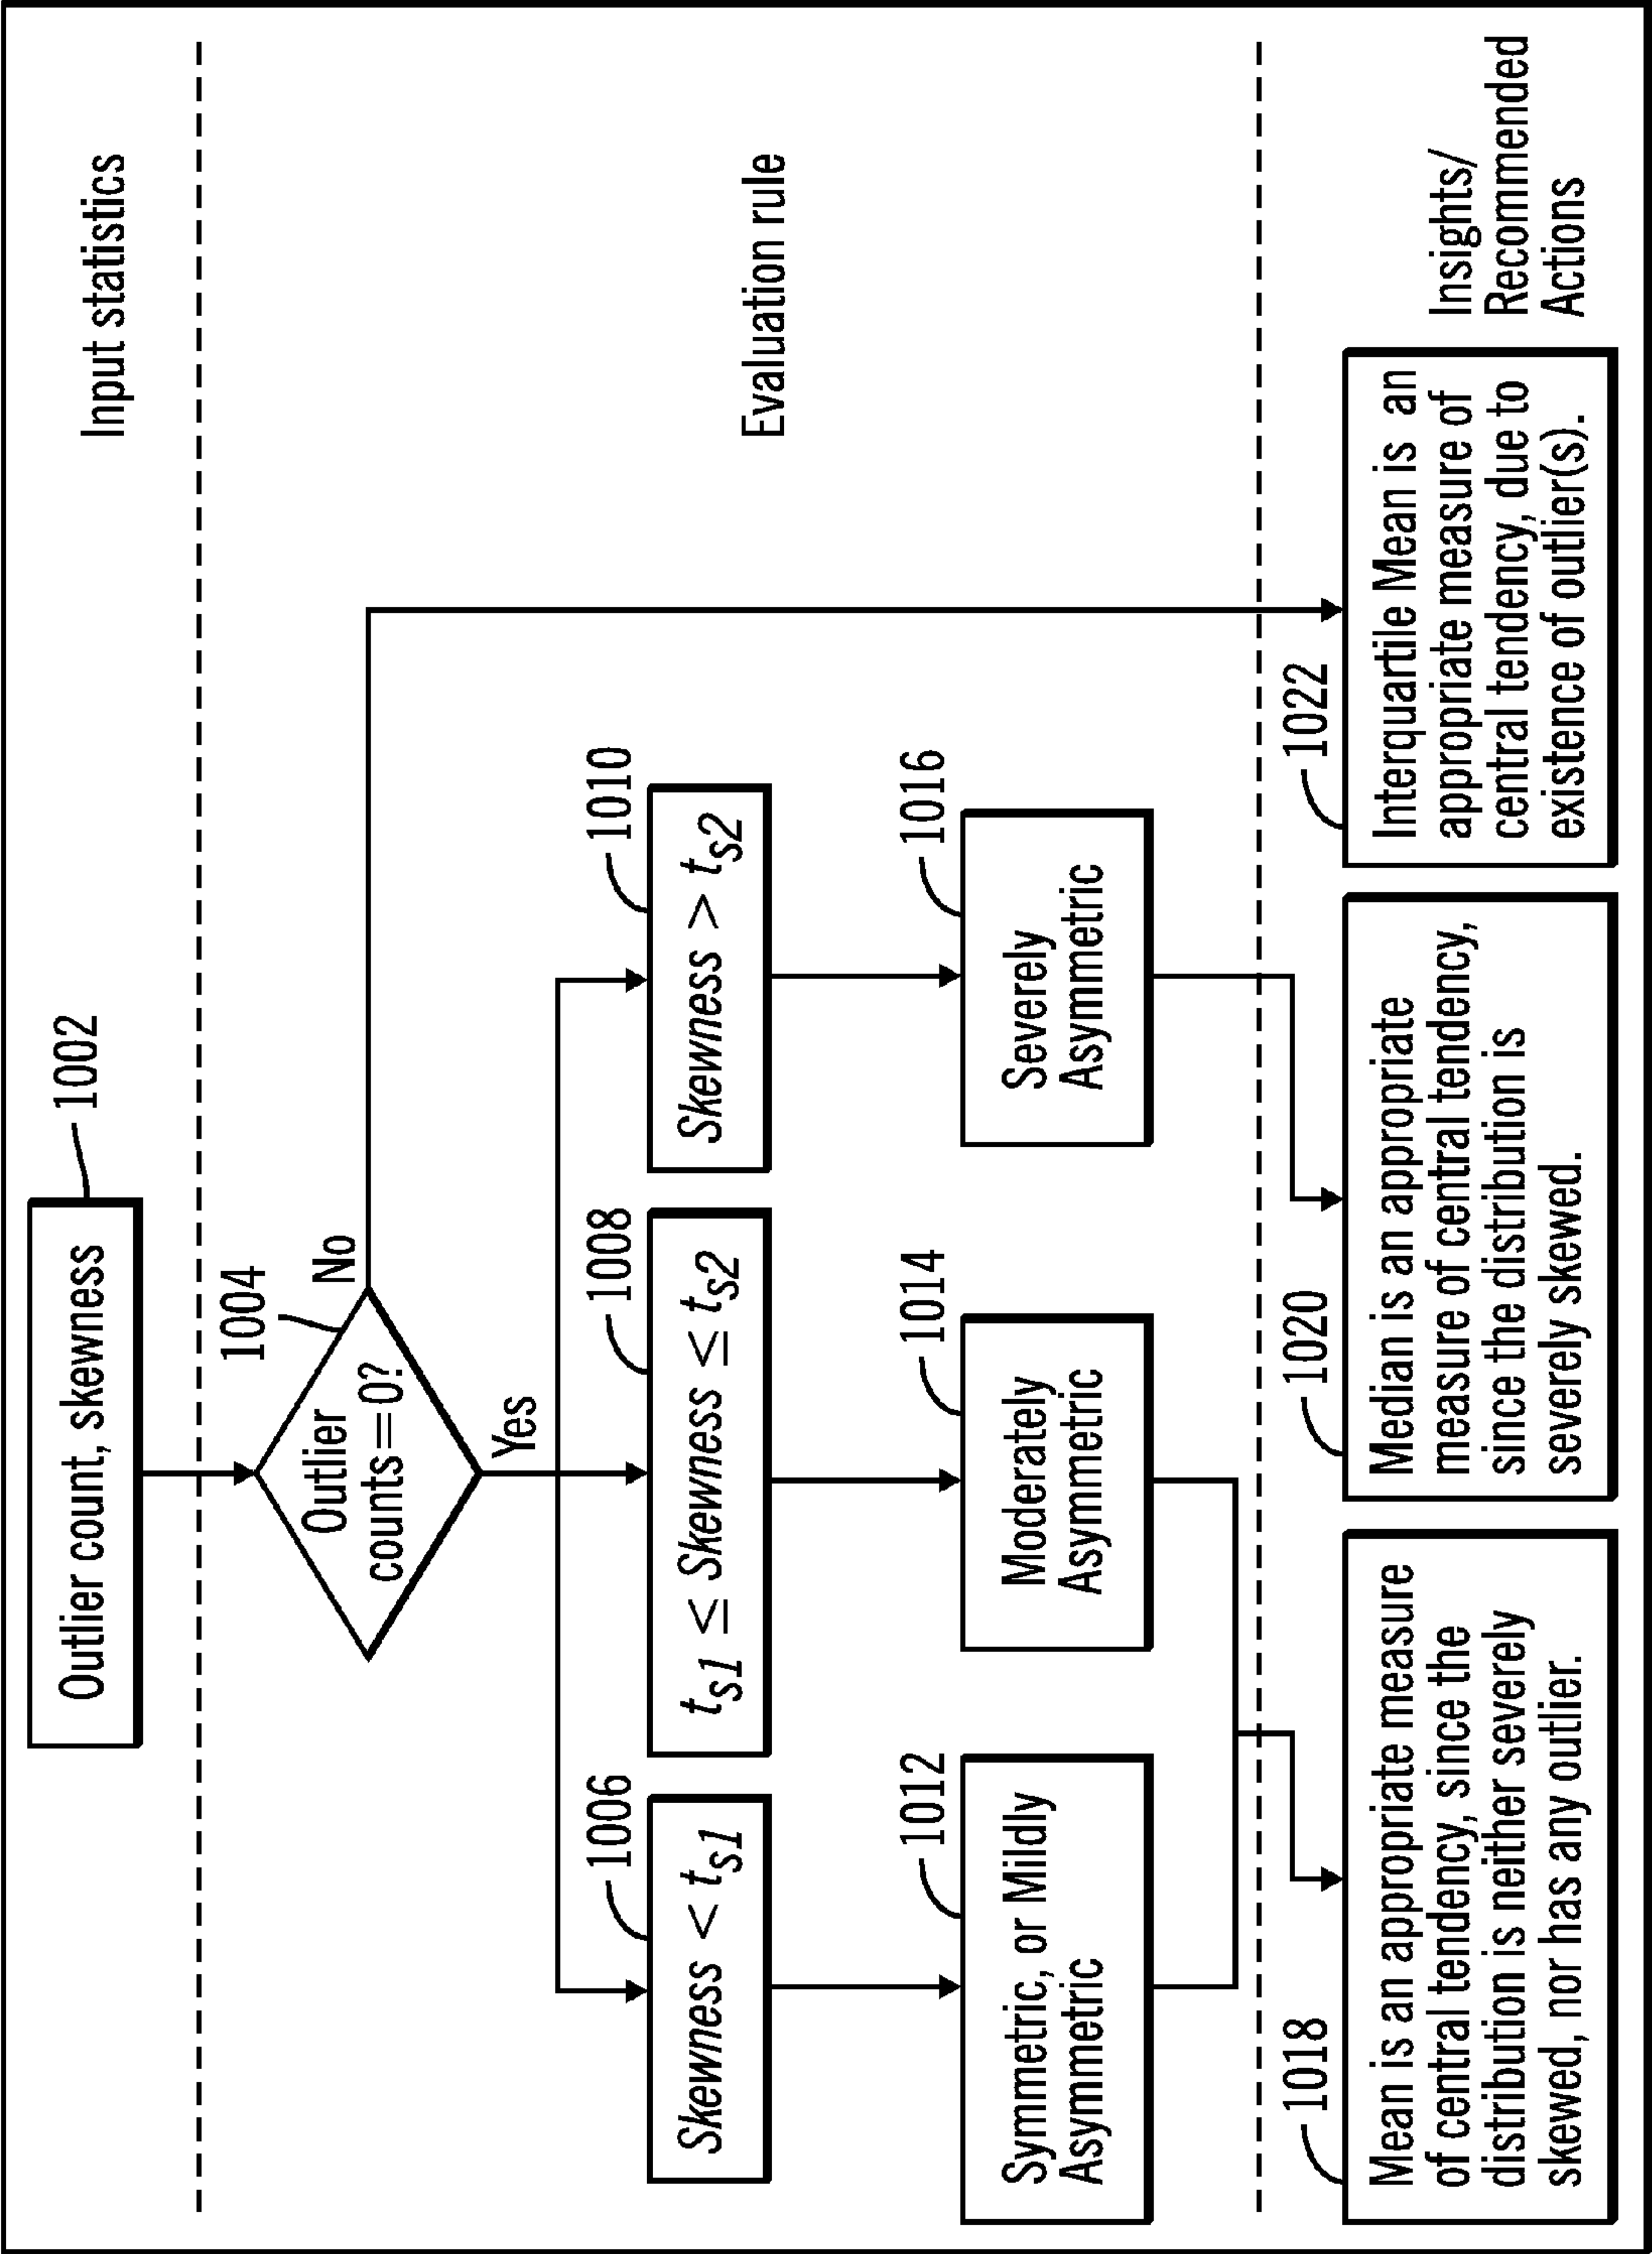 Input statistics
1002
Outlier count, skewness
1004
Outlier
counts=0?
No
Yes
Evaluation rule
1006
Skewness < ts1
1008
ts1 ≤ Skewness ≤ ts2
1010
Skewness > ts2
1012
Symmetric, or Mildly
Asymmetric
1014
Moderately
Asymmetric
1016
Severely
Asymmetric
1018
Mean is an appropriate measure
of central tendency, since the
distribution is neither severely
skewed, nor has any outlier.
1020
Median is an appropriate
measure of central tendency,
since the distribution is
severely skewed.
1022
Interquartile Mean is an
appropriate measure of
central tendency, due to
existence of outlier(s).
Insights/
Recommended
Actions